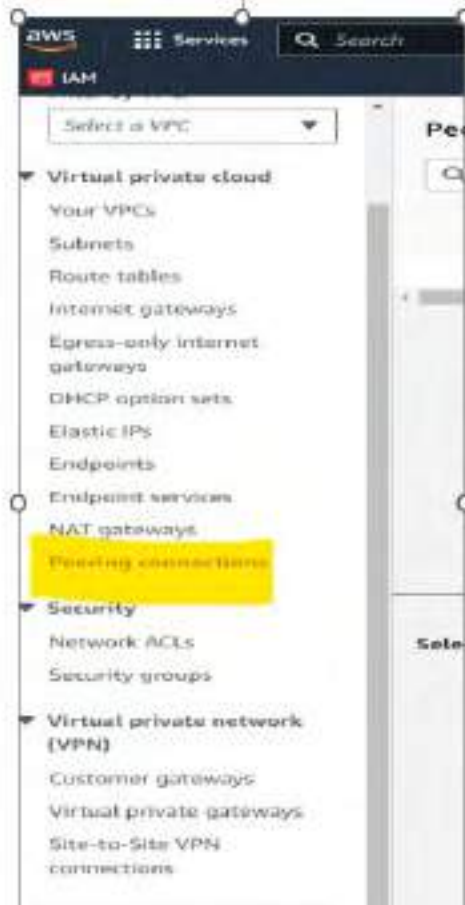 aws
Services
Search
IAM
Select a VPC
Pee
Virtual private cloud
Your VPCs
Subnets
Route tables
Internet gateways
Egress-only internet
gateways
DHCP option sets
Elastic IPs
Endpoints
Endpoint services
NAT gateways
Peering connections
Security
Network ACLs
Sele
Security groups
Virtual private network
(VPN)
Customer gateways
Virtual private gateways
Site-to-Site VPN
connections